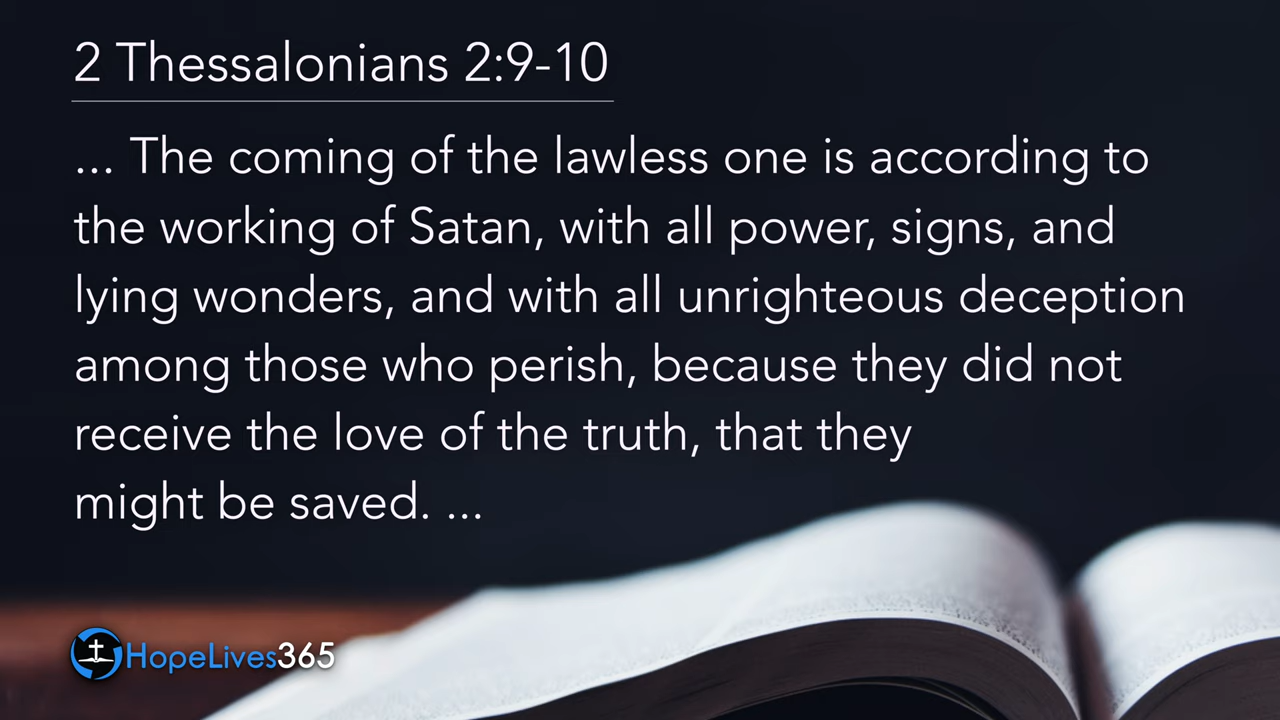 2 Thessalonians 2:9-10
... The coming of the lawless one is according to
the working of Satan, with all power, signs, and
lying wonders, and with all unrighteous deception
among those who perish, because they did not
receive the love of the truth, that they
might be saved. ...
HopeLives365